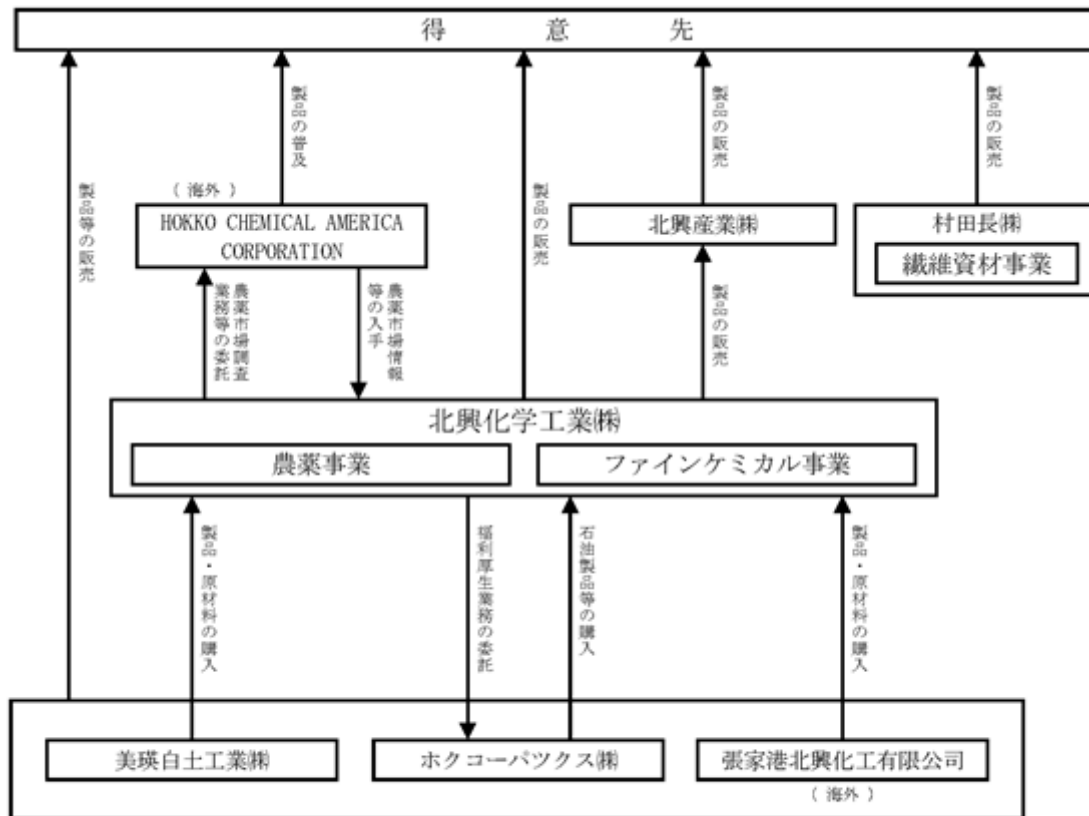 得意先
製品等の販売
製品の普及
製品の販売
製品の販売
製品の販売
（ 海外 ）
HOKKO CHEMICAL AMERICA
CORPORATION
北興産業㈱
村田長㈱
繊維資材事業
農薬市場調査
業務等の委託
農薬市場情報
等の入手
製品の販売
北興化学工業㈱
農薬事業
ファインケミカル事業
製品・原材料の購入
福利厚生業務の委託
石油製品等の購入
製品・原材料の購入
美瑛白土工業㈱
ホクコーパツクス㈱
張家港北興化工有限公司
（ 海外 ）